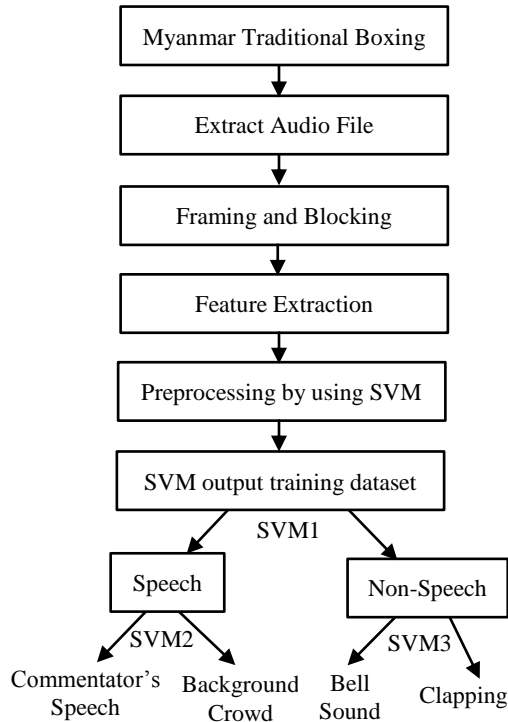 Myanmar Traditional Boxing
Extract Audio File
Framing and Blocking
Feature Extraction
Preprocessing by using SVM
SVM output training dataset
SVM1
Speech
Non-Speech
SVM2
SVM3
Commentator's
Speech
Background
Crowd
Bell
Sound
Clapping